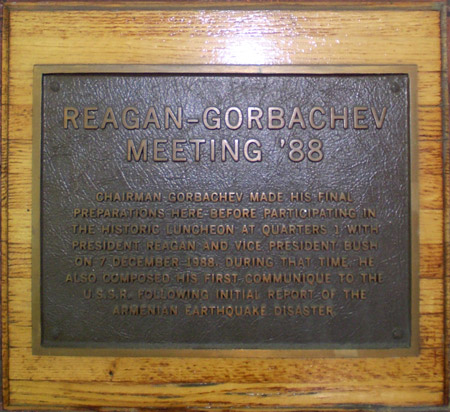 REAGAN-GORBACHEV
MEETING '88
CHAIRMAN GORBACHEV MADE HIS FINAL
PREPARATIONS HERE BEFORE PARTICIPATING IN
THE HISTORIC LUNCHEON AT QUARTERS 1 WITH
PRESIDENT REAGAN AND VICE PRESIDENT BUSH
ON 7 DECEMBER 1988. DURING THAT TIME HE
ALSO COMPOSED HIS FIRST COMMUNIQUE TO THE
U.S.S.R. FOLLOWING INITIAL REPORT OF THE
ARMENIAN EARTHQUAKE DISASTER.